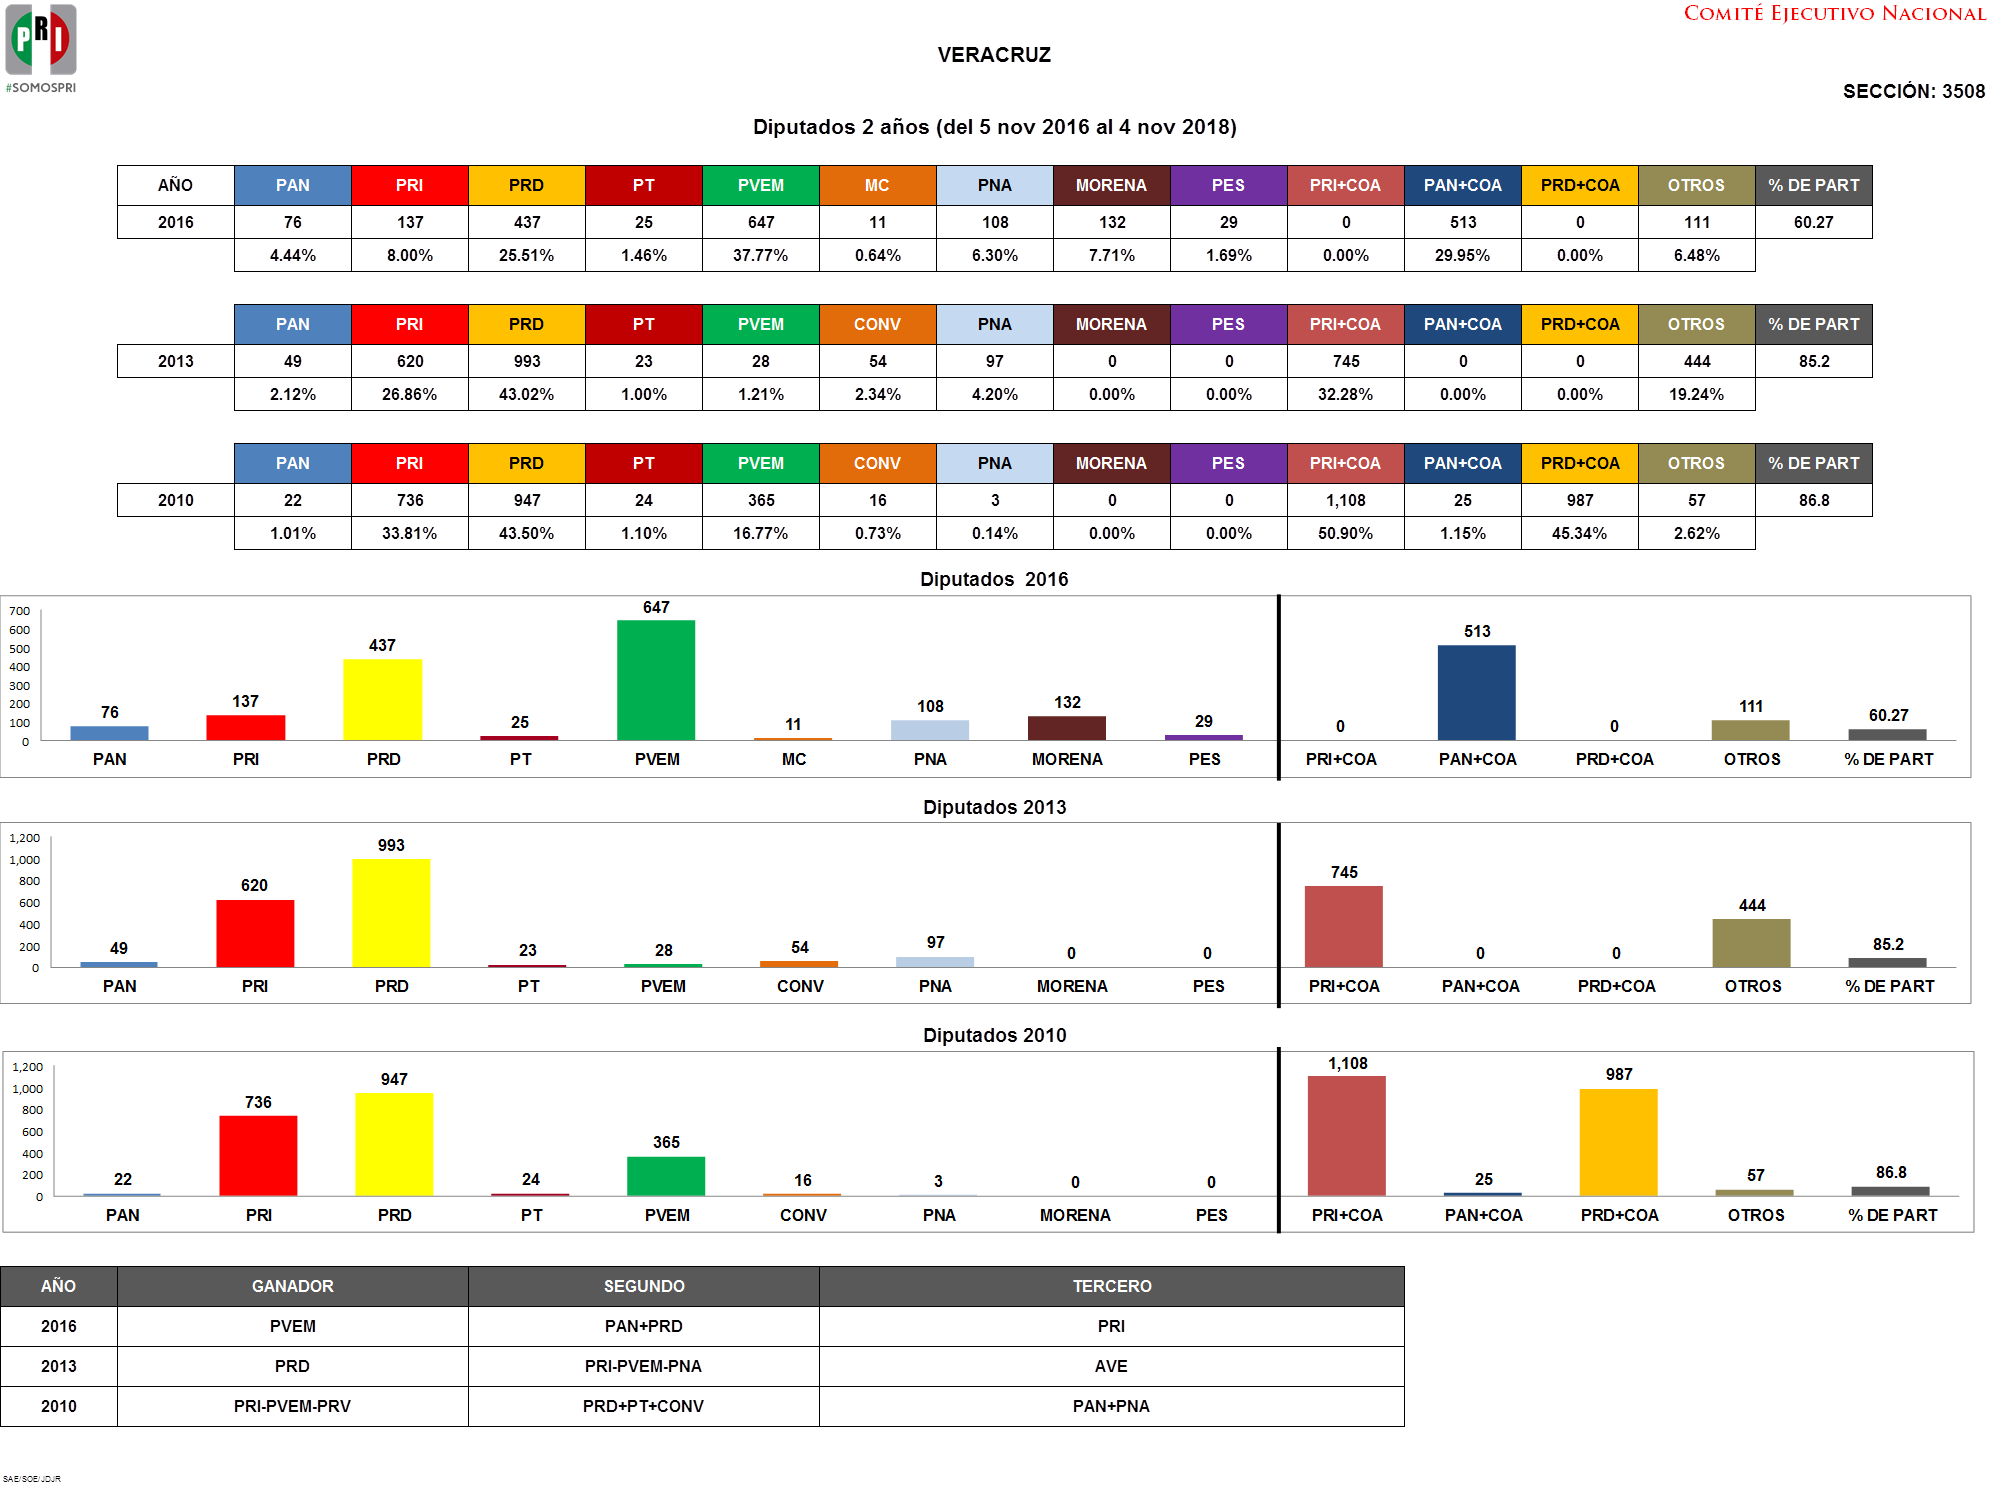 PRI
#SOMOSPRI
COMITÉ EJECUTIVO NACIONAL
VERACRUZ
SECCIÓN: 3508
Diputados 2 años (del 5 nov 2016 al 4 nov 2018)
AÑO PAN PRI PRD PT PVEM MC PNA MORENA PES PRI+COA PAN+COA PRD+COA OTROS % DE PART
2016 76 137 437 25 647 11 108 132 29 0 513 0 111 60.27
4.44% 8.00% 25.51% 1.46% 37.77% 0.64% 6.30% 7.71% 1.69% 0.00% 29.95% 0.00% 6.48%
PAN PRI PRD PT PVEM CONV PNA MORENA PES PRI+COA PAN+COA PRD+COA OTROS % DE PART
2013 49 620 993 23 28 54 97 0 0 745 0 0 444 85.2
2.12% 26.86% 43.02% 1.00% 1.21% 2.34% 4.20% 0.00% 0.00% 32.28% 0.00% 0.00% 19.24%
PAN PRI PRD PT PVEM CONV PNA MORENA PES PRI+COA PAN+COA PRD+COA OTROS % DE PART
2010 22 736 947 24 365 16 3 0 0 1,108 25 987 57 86.8
1.01% 33.81% 43.50% 1.10% 16.77% 0.73% 0.14% 0.00% 0.00% 50.90% 1.15% 45.34% 2.62%
Diputados 2016
700
600
500
400
300
200
100
0
76 137 437 25 647 11 108 132 29 0 513 0 111 60.27
PAN PRI PRD PT PVEM MC PNA MORENA PES PRI+COA PAN+COA PRD+COA OTROS % DE PART
Diputados 2013
1,200
1,000
800
600
400
200
0
49 620 993 23 28 54 97 0 0 745 0 0 444 85.2
PAN PRI PRD PT PVEM CONV PNA MORENA PES PRI+COA PAN+COA PRD+COA OTROS % DE PART
Diputados 2010
1,200
1,000
800
600
400
200
0
22 736 947 24 365 16 3 0 0 1,108 25 987 57 86.8
PAN PRI PRD PT PVEM CONV PNA MORENA PES PRI+COA PAN+COA PRD+COA OTROS % DE PART
AÑO GANADOR SEGUNDO TERCERO
2016 PVEM PAN+PRD PRI
2013 PRD PRI-PVEM-PNA AVE
2010 PRI-PVEM-PRV PRD+PT+CONV PAN+PNA
SAE/SOE/JDJR